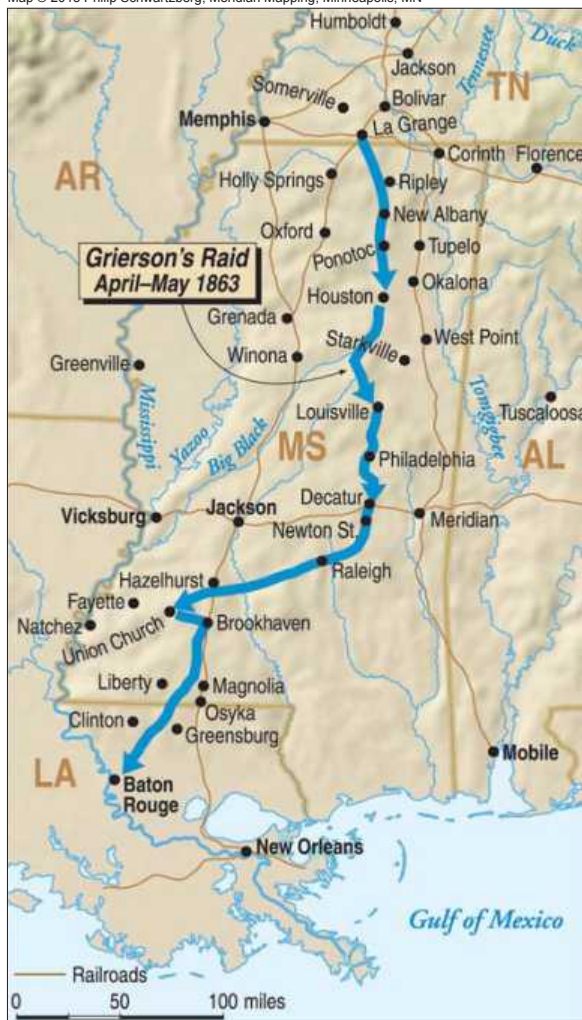 Humboldt
Jackson
Tennessee
Duck
TN
Somerville
Bolivar
Memphis
La Grange
Corinth
Florence
AR
Holly Springs
Ripley
New Albany
Oxford
Ponotoc
Tupelo
Grierson's Raid
April–May 1863
Okalona
Houston
Grenada
West Point
Starkville
Winona
Greenville
Mississippi
Yazoo
Big Black
Louisville
Tomgigbee
Tuscaloosa
MS
AL
Philadelphia
Decatur
Vicksburg
Jackson
Newton St.
Meridian
Raleigh
Hazelhurst
Fayette
Union Church
Natchez
Brookhaven
Liberty
Magnolia
Osyka
Clinton
Greensburg
Mobile
LA
Baton
Rouge
New Orleans
Gulf of Mexico
Railroads
0 50 100 miles